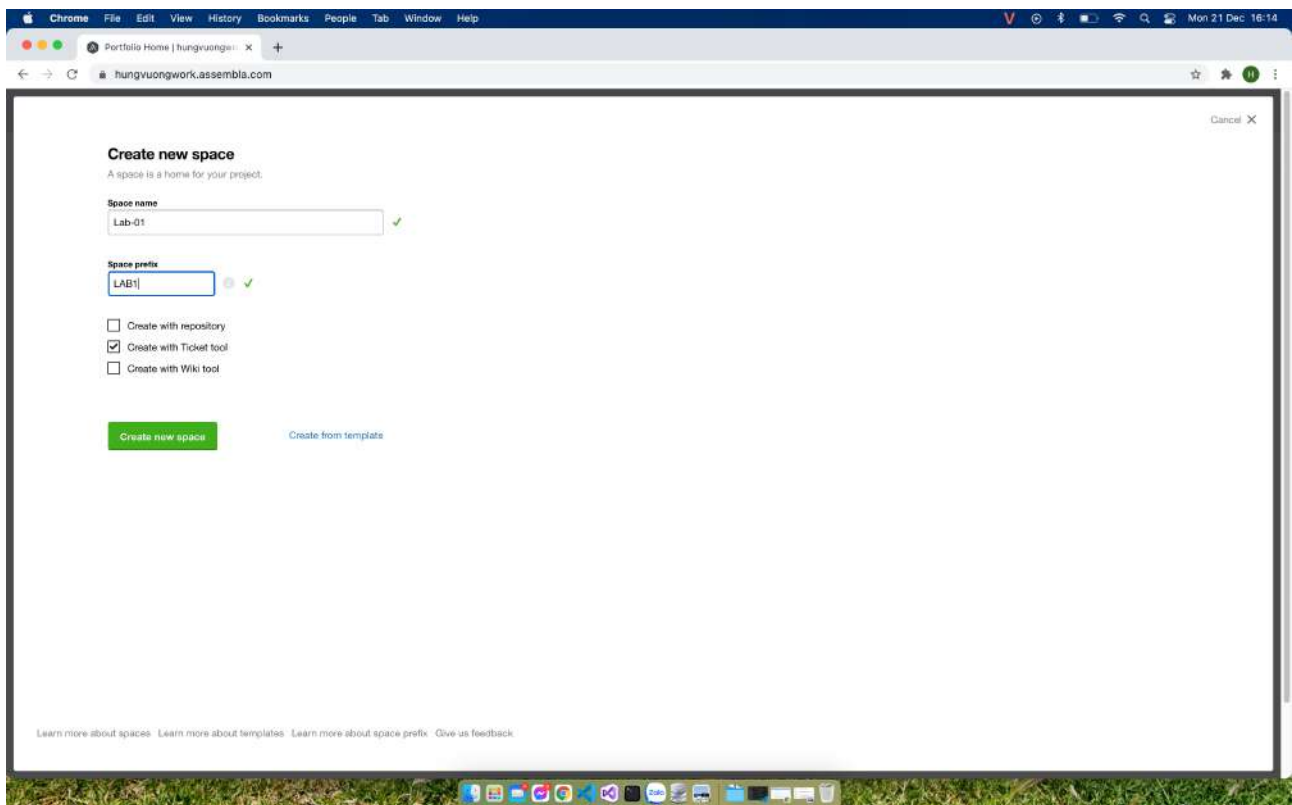 Chrome File Edit View History Bookmarks People Tab Window Help Mon 21 Dec 16:14
Portfolio Home | hungvuongwo
hungvuongwork.assembla.com H
Cancel
Create new space
A space is a home for your project.
Space name
Lab-01
Space prefix
LAB1
Create with repository
Create with Ticket tool
Create with Wiki tool
Create new space Create from template
Learn more about spaces Learn more about templates Learn more about space prefix Give us feedback
Zalo